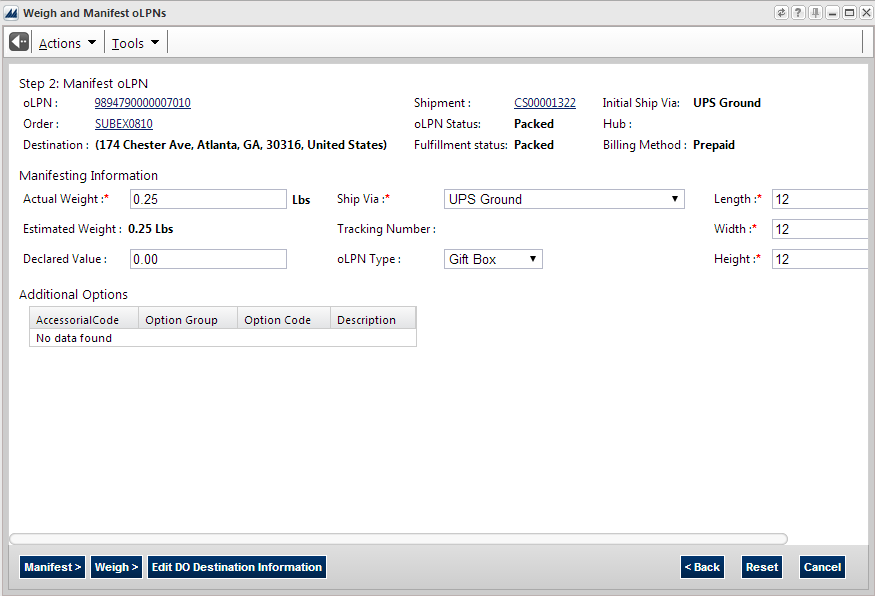 Weigh and Manifest oLPNs
Actions Tools
Step 2: Manifest oLPN
oLPN : 9894790000007010 Shipment : CS00001322 Initial Ship Via: UPS Ground
Order : SUBEX0810 oLPN Status: Packed Hub :
Destination : (174 Chester Ave, Atlanta, GA, 30316, United States) Fulfillment status: Packed Billing Method : Prepaid
Manifesting Information
Actual Weight :* 0.25 Lbs Ship Via :* UPS Ground Length :* 12
Estimated Weight : 0.25 Lbs Tracking Number : Width :* 12
Declared Value : 0.00 oLPN Type : Gift Box Height :* 12
Additional Options
AccessorialCode Option Group Option Code Description
No data found
Manifest > Weigh > Edit DO Destination Information < Back Reset Cancel